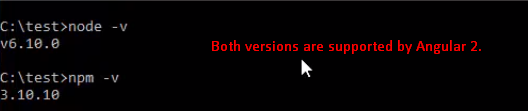 C:\test>node -v
v6.10.0
Both versions are supported by Angular 2.
C:\test>npm -v
3.10.10